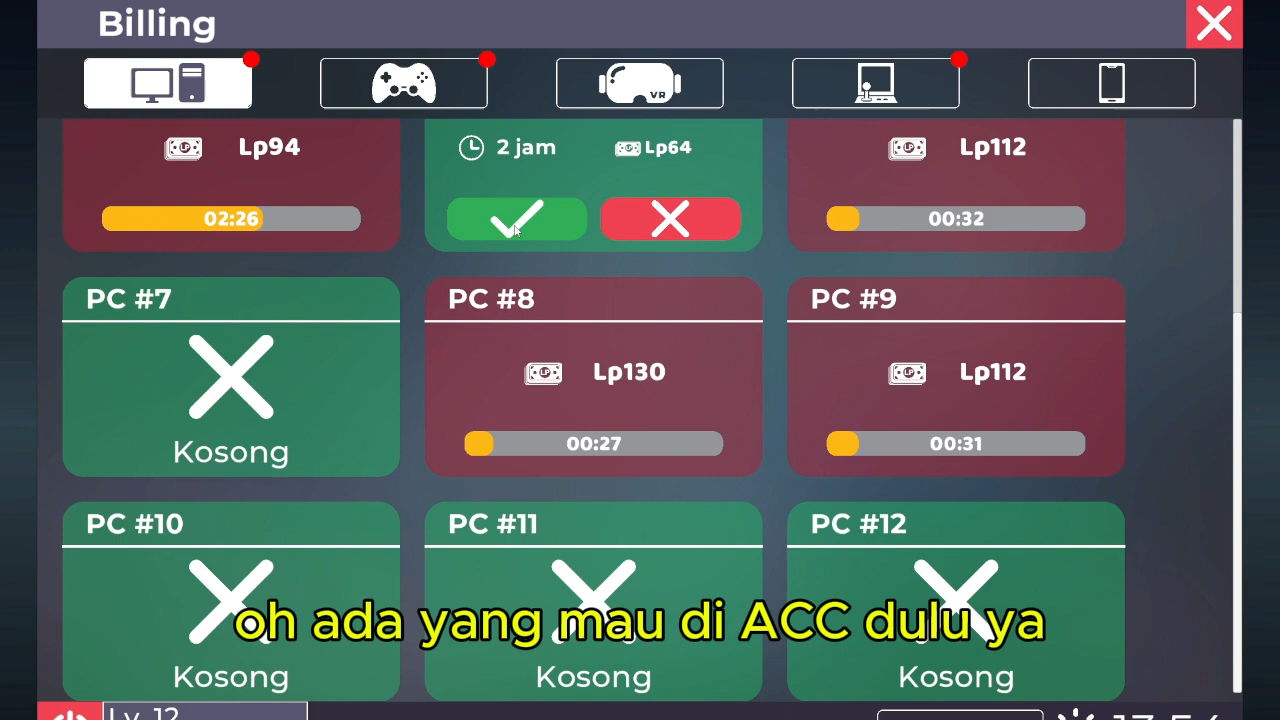 Billing
VR
Lp94
2 jam
Lp64
Lp112
02:26
00:32
PC #7
PC #8
PC #9
Lp130
Lp112
Kosong
00:27
00:31
PC #10
PC #11
PC #12
oh ada yang mau di ACC dulu ya
Kosong
Kosong
Kosong
Lv. 12